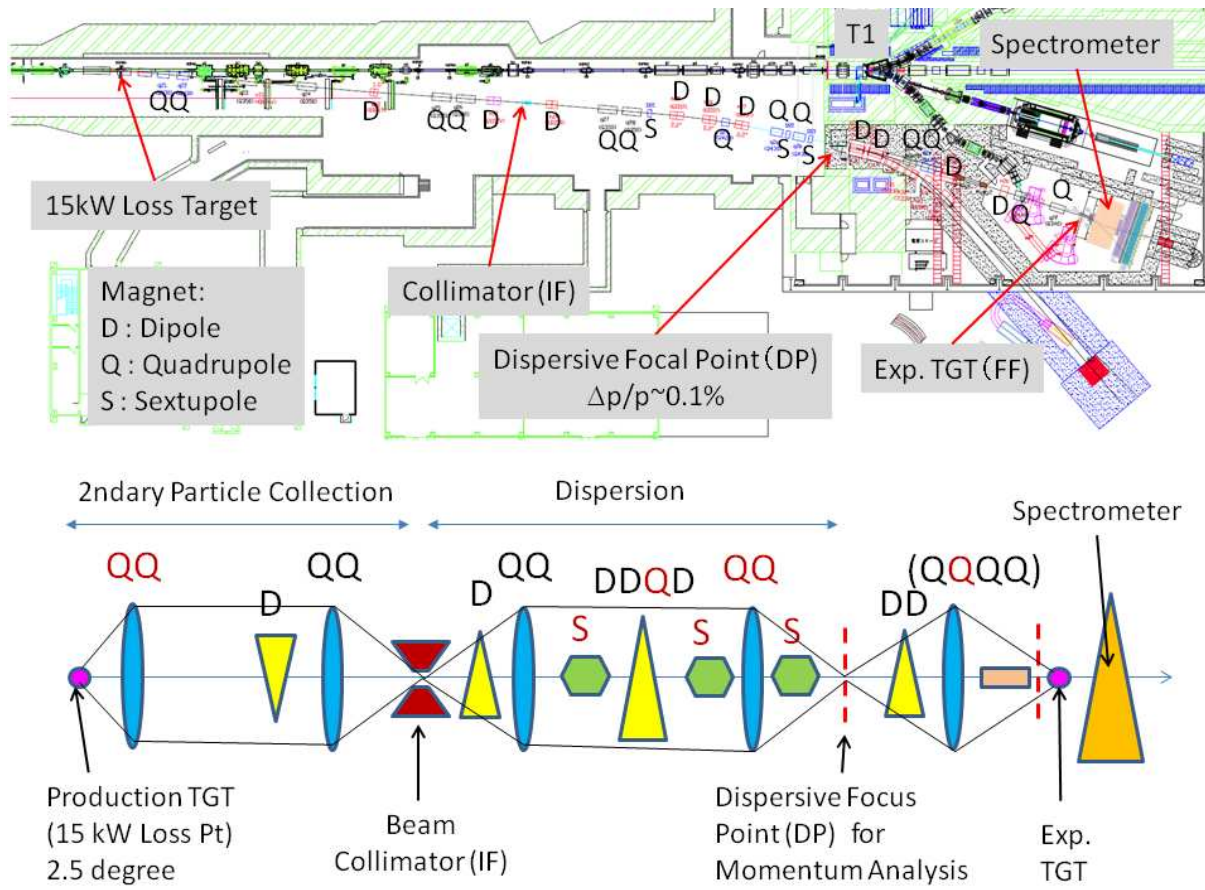 T1
Spectrometer
QQ
D
QQ
D
D
QQ
S
D
D
D
Q
QQ
S
S
D
D
QQ
D
Q
D
Q
15kW Loss Target
Magnet:
D : Dipole
Q : Quadrupole
S : Sextupole
Collimator (IF)
Dispersive Focal Point (DP)
Δp/p~0.1%
Exp. TGT (FF)
2ndary Particle Collection
Dispersion
Spectrometer
QQ
D
QQ
D
QQ
S
DDQD
S
QQ
S
DD
(QQQQ)
Production TGT
(15 kW Loss Pt)
2.5 degree
Beam
Collimator (IF)
Dispersive Focus
Point (DP) for
Momentum Analysis
Exp.
TGT